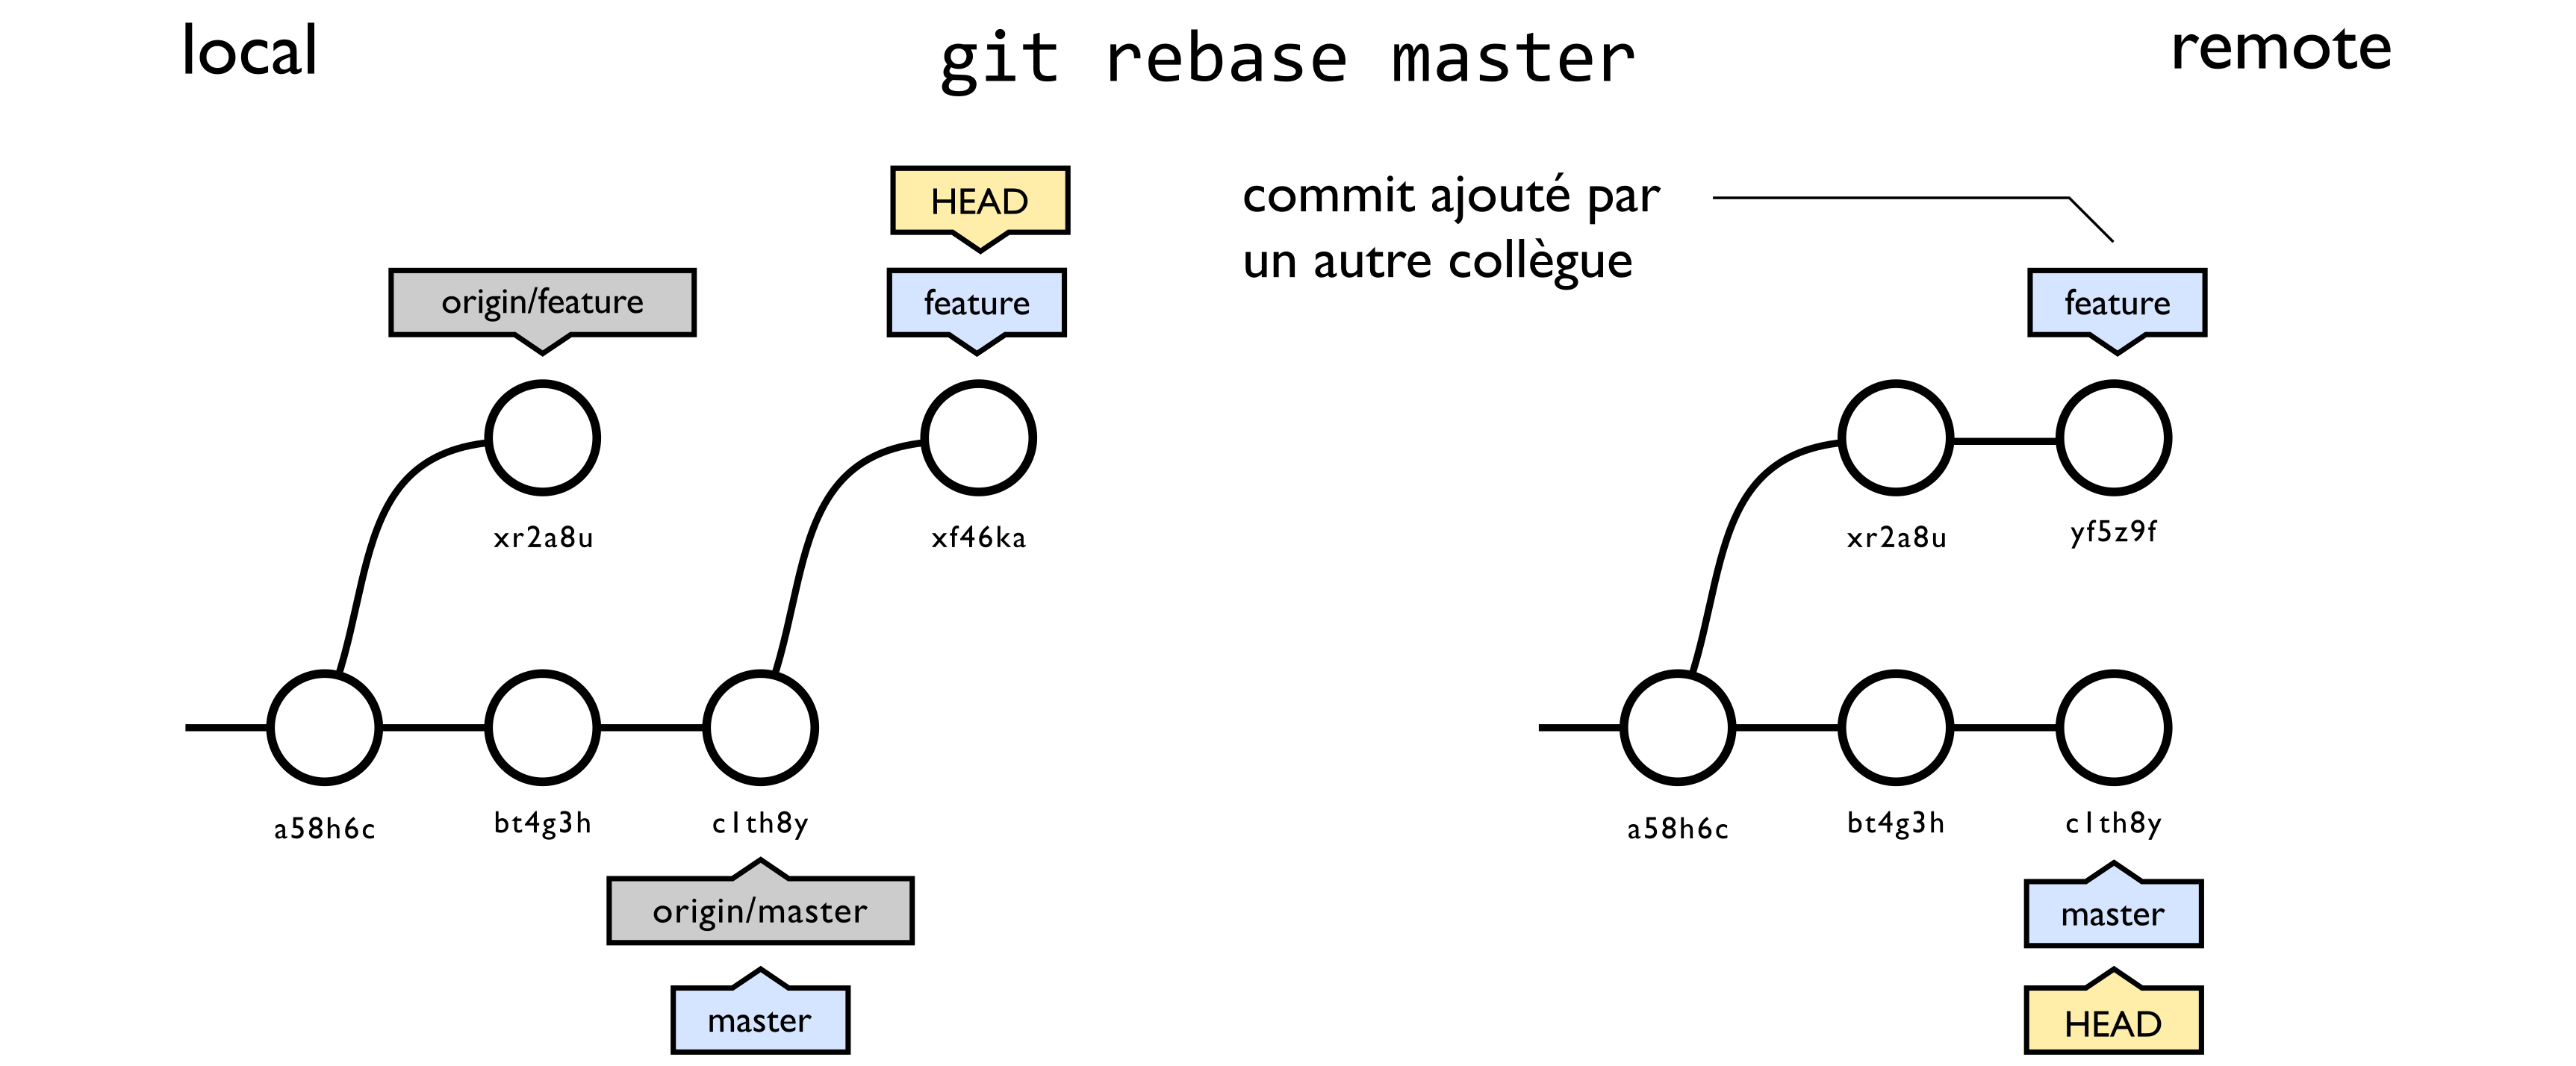 local
git rebase master
remote
HEAD
commit ajouté par
un autre collègue
origin/feature
feature
feature
xr2a8u
xf46ka
xr2a8u
yf5z9f
a58h6c
bt4g3h
c1th8y
a58h6c
bt4g3h
c1th8y
origin/master
master
master
HEAD